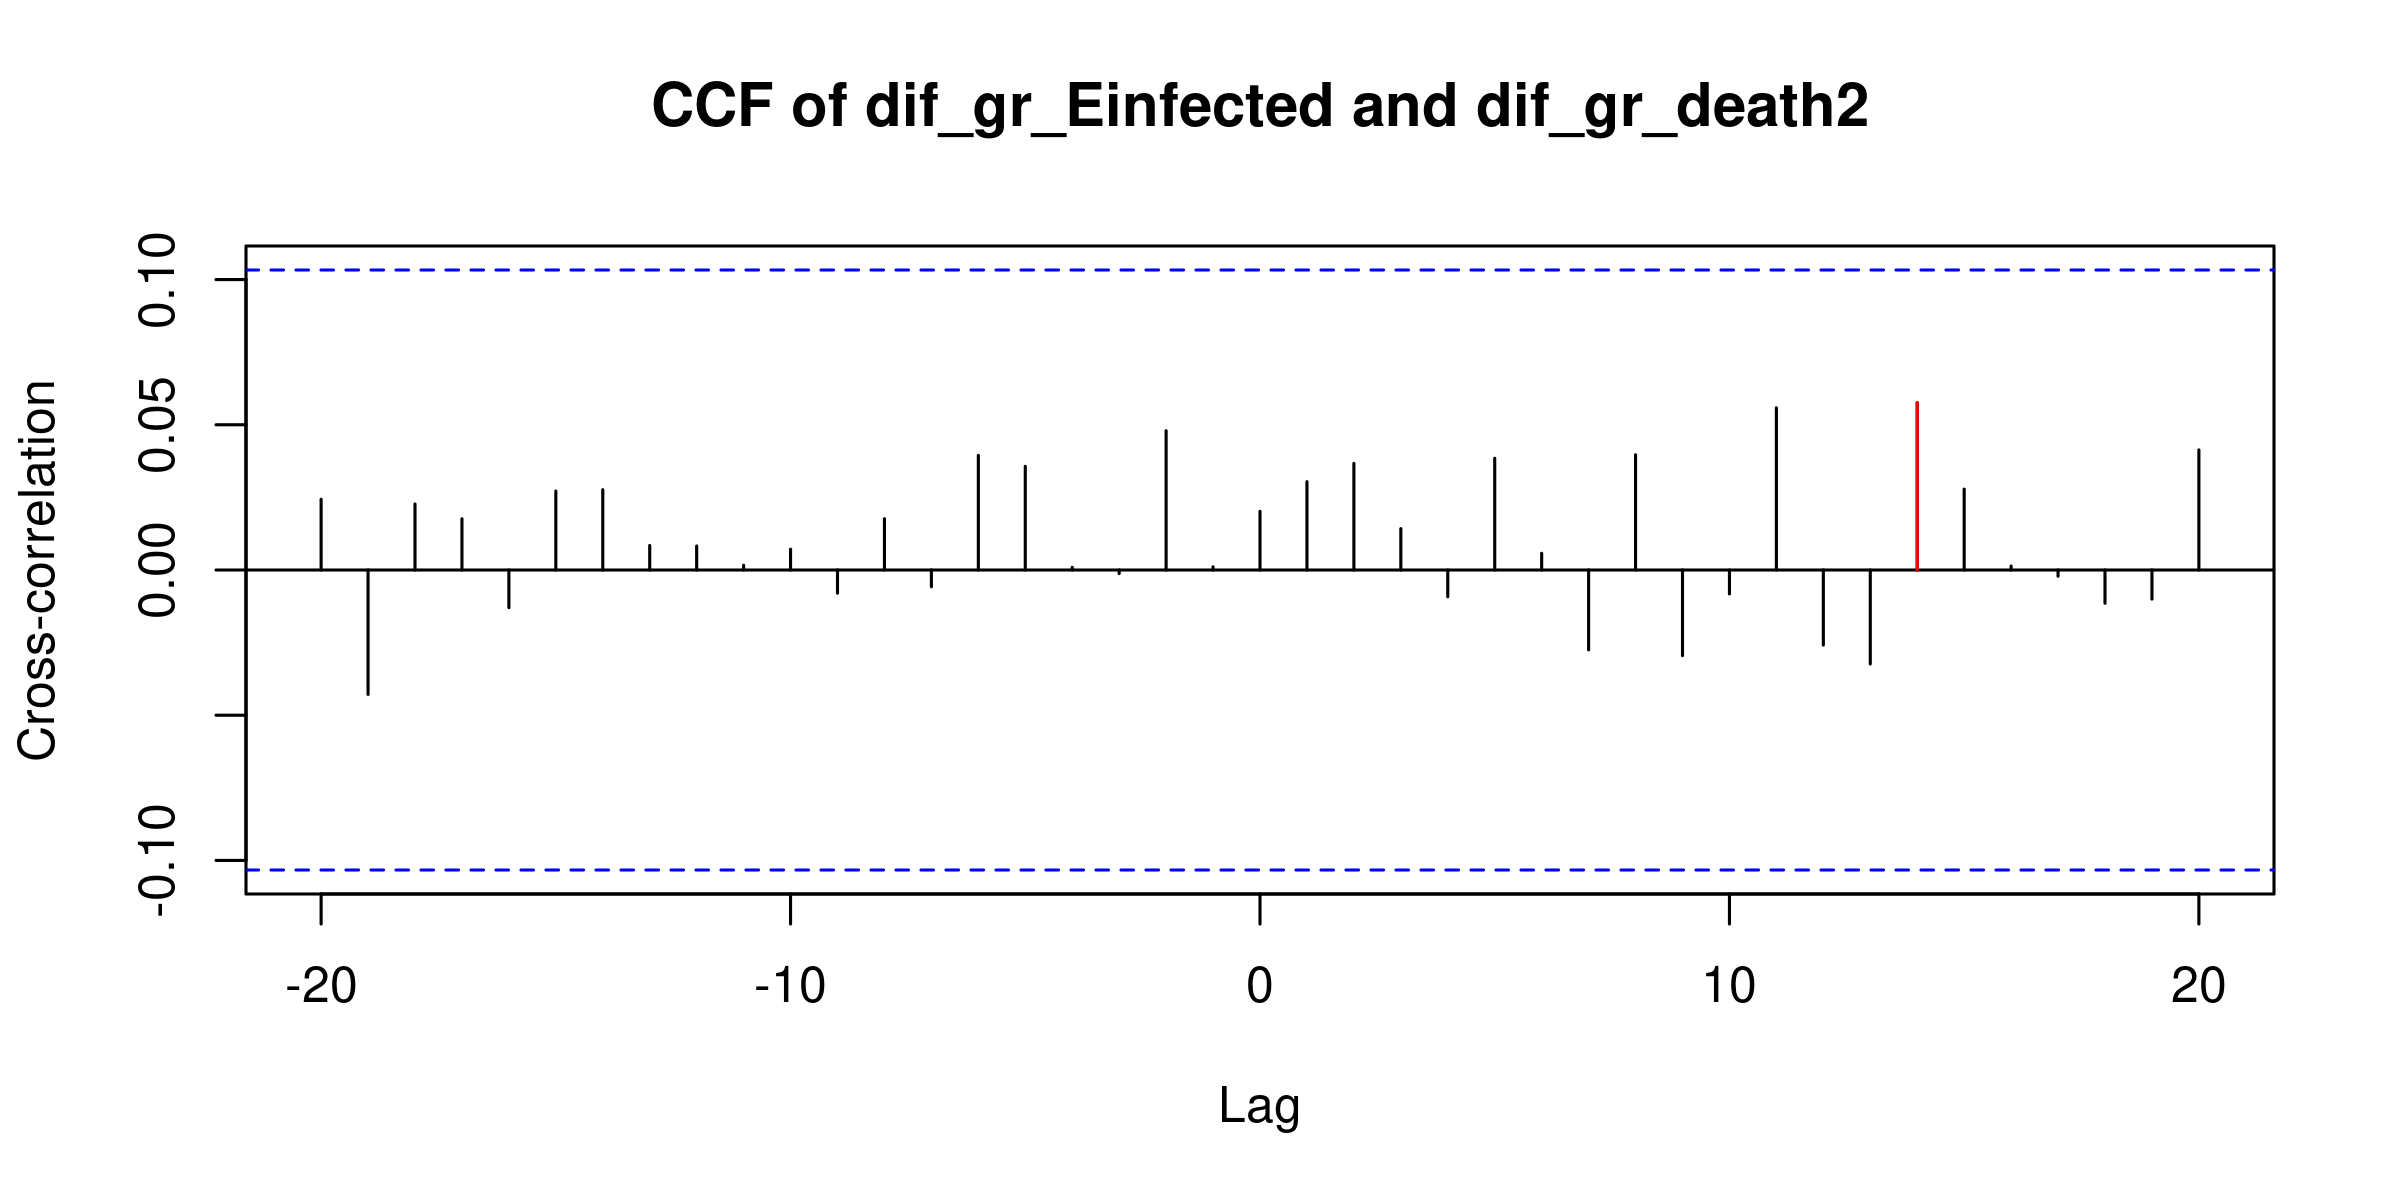 CCF of dif_gr_Einfected and dif_gr_death2
Cross-correlation
0.10
0.05
0.00
-0.10
-20 -10 0 10 20
Lag